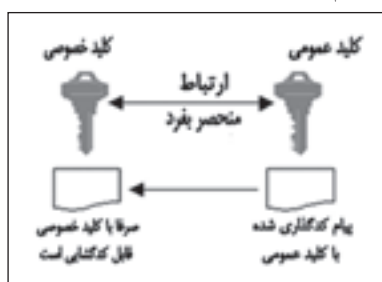 کلید عمومی
کلید خصوصی
ارتباط
منحصر بفرد
پیام کدگذاری شده
با کلید عمومی
صرفا با کلید خصوصی
قابل کدگشایی است